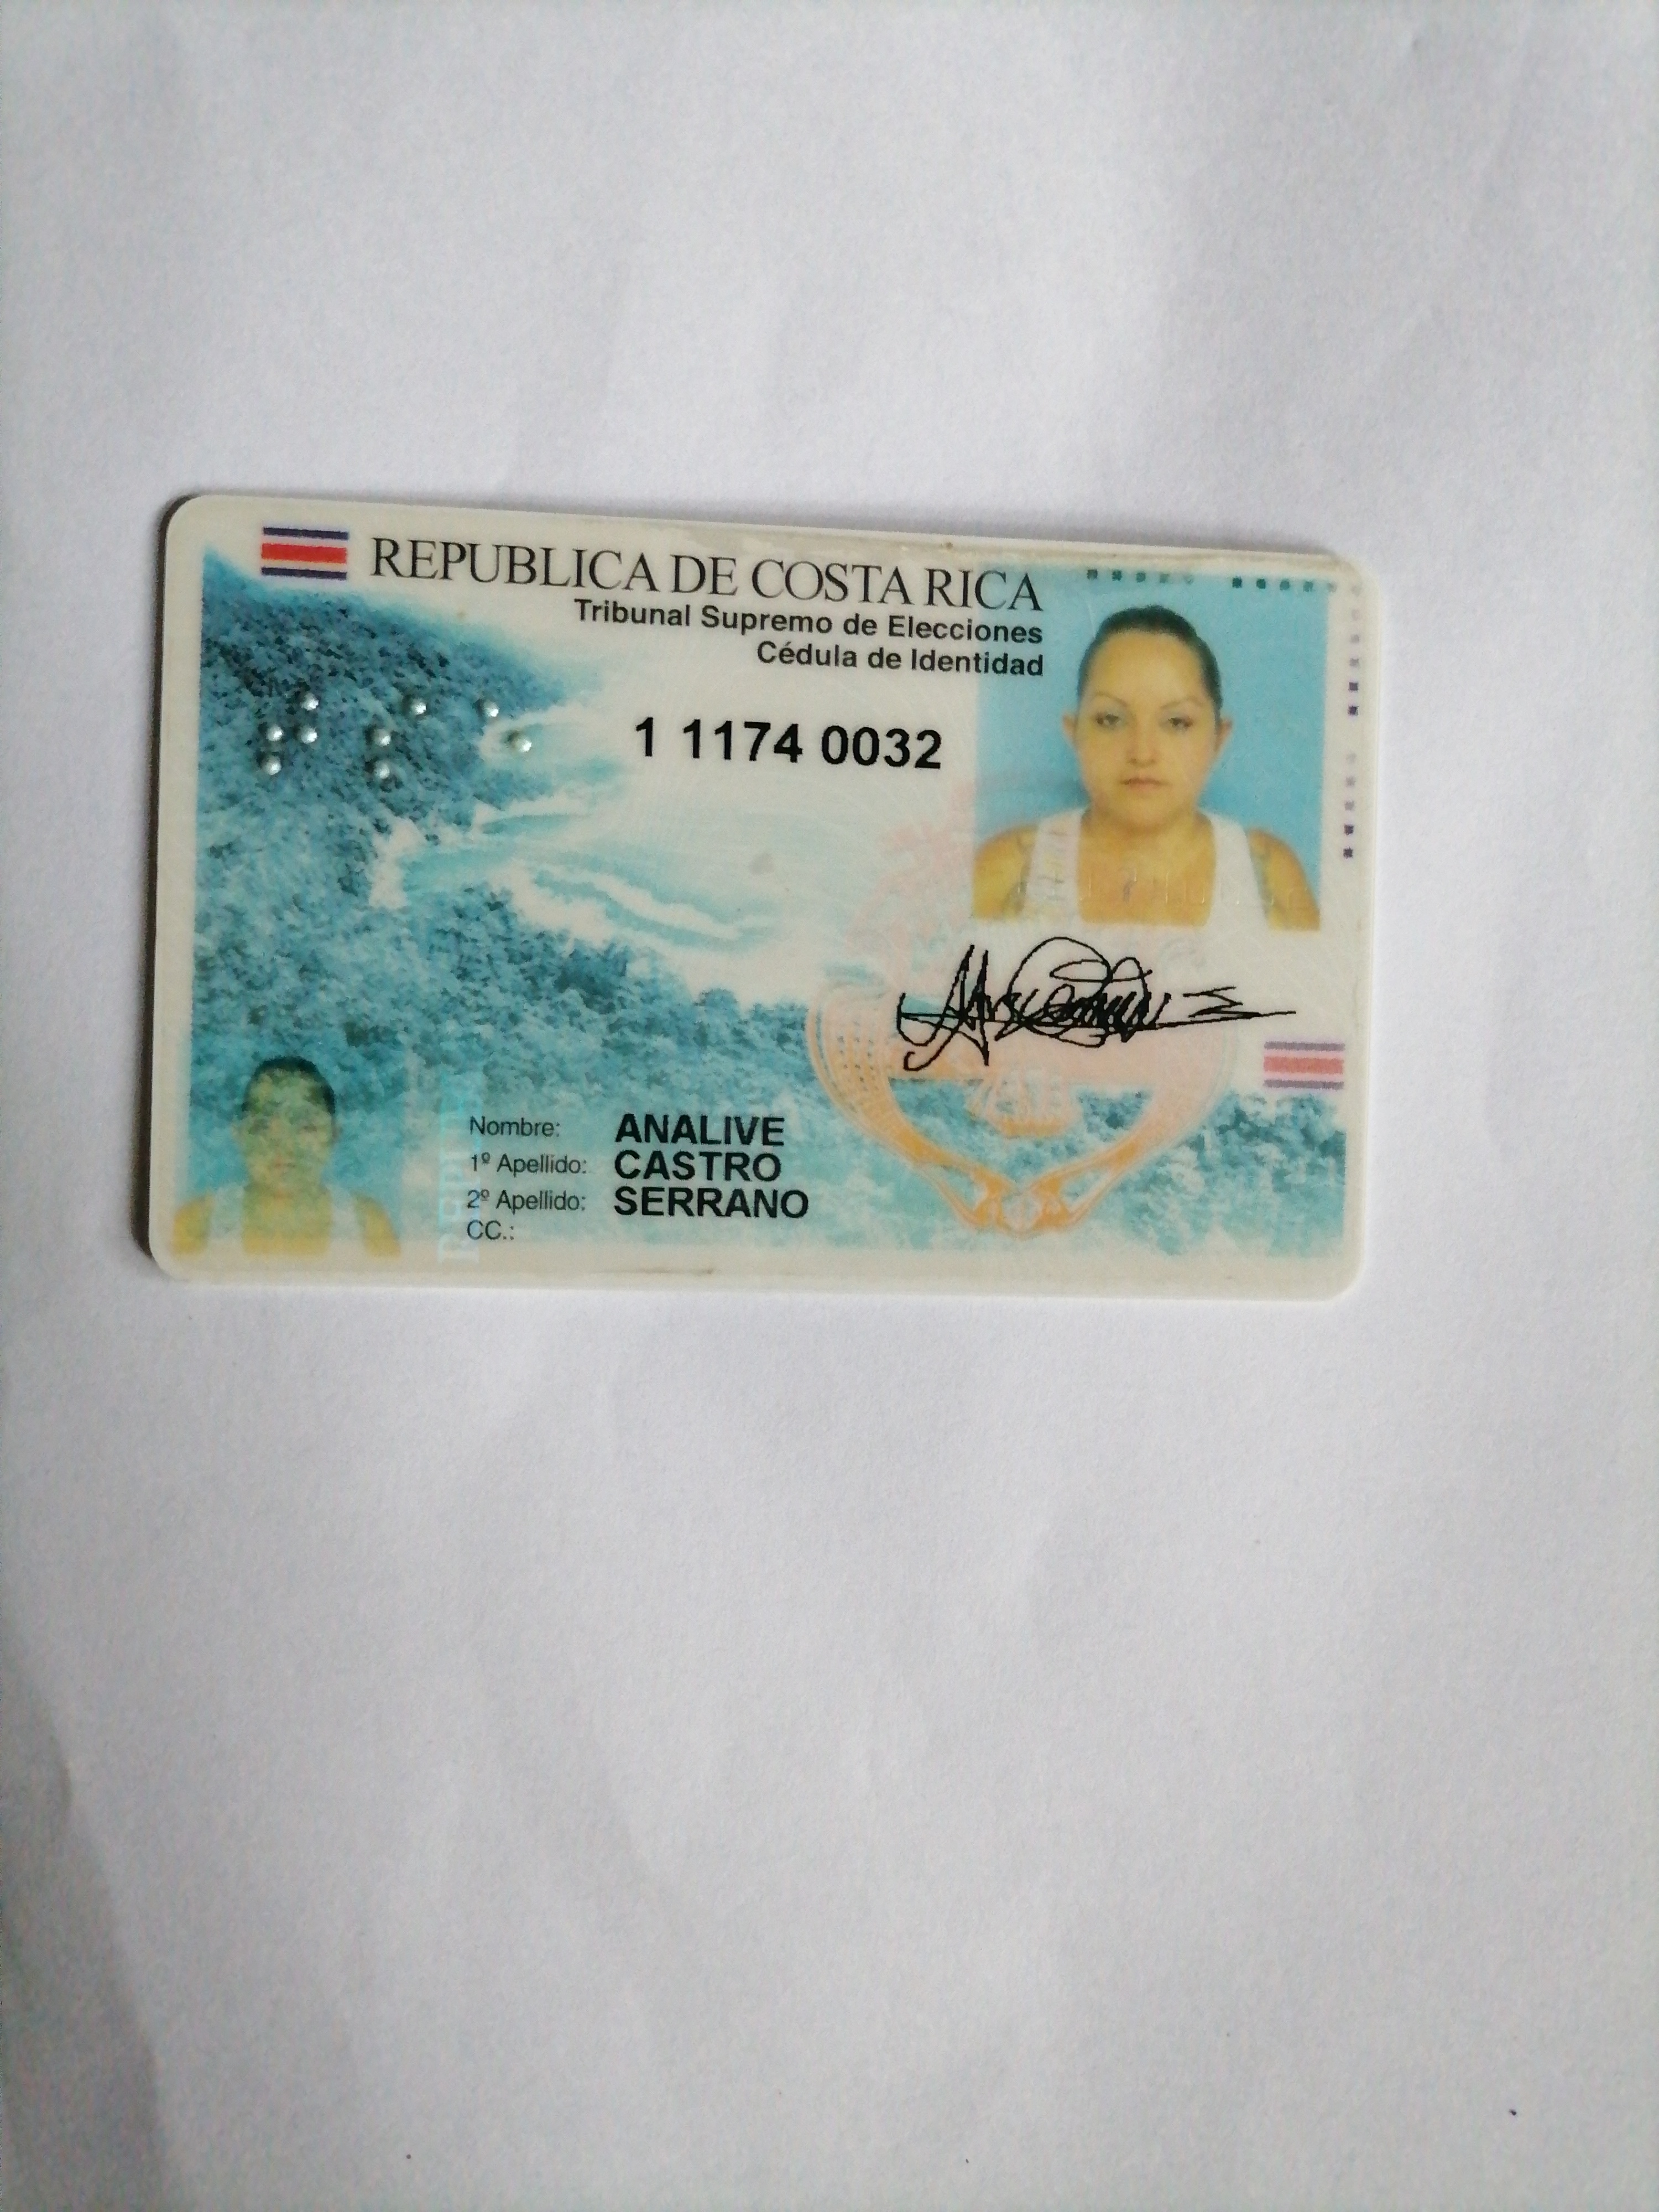 REPUBLICA DE COSTA RICA
Tribunal Supremo de Elecciones
Cédula de Identidad
1 1174 0032
Nombre: ANALIVE
1º Apellido: CASTRO
2º Apellido: SERRANO
CC.: